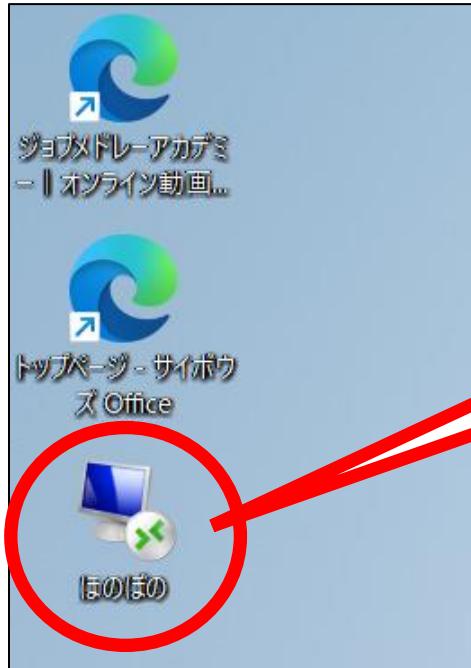 ジョブメドレーアカデミ
ー | オンライン動画...
トップページ - サイボウ
ズ Office
ほのぼの